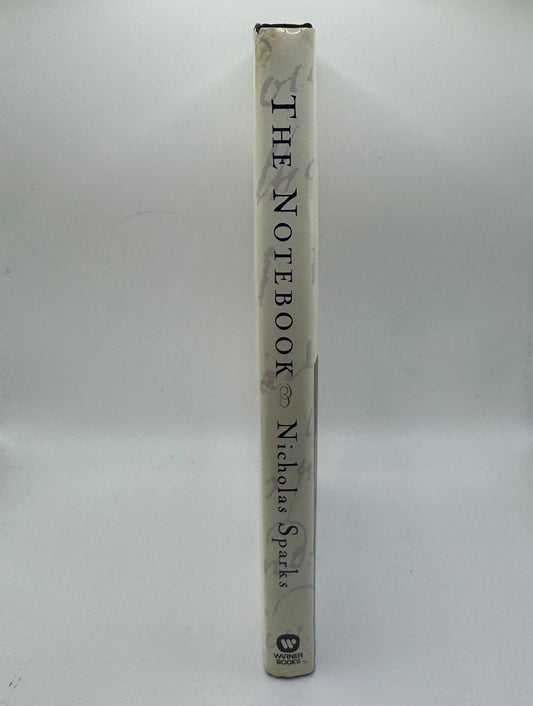 THE NOTEBOOK
Nicholas Sparks
WARNER
BOOKS